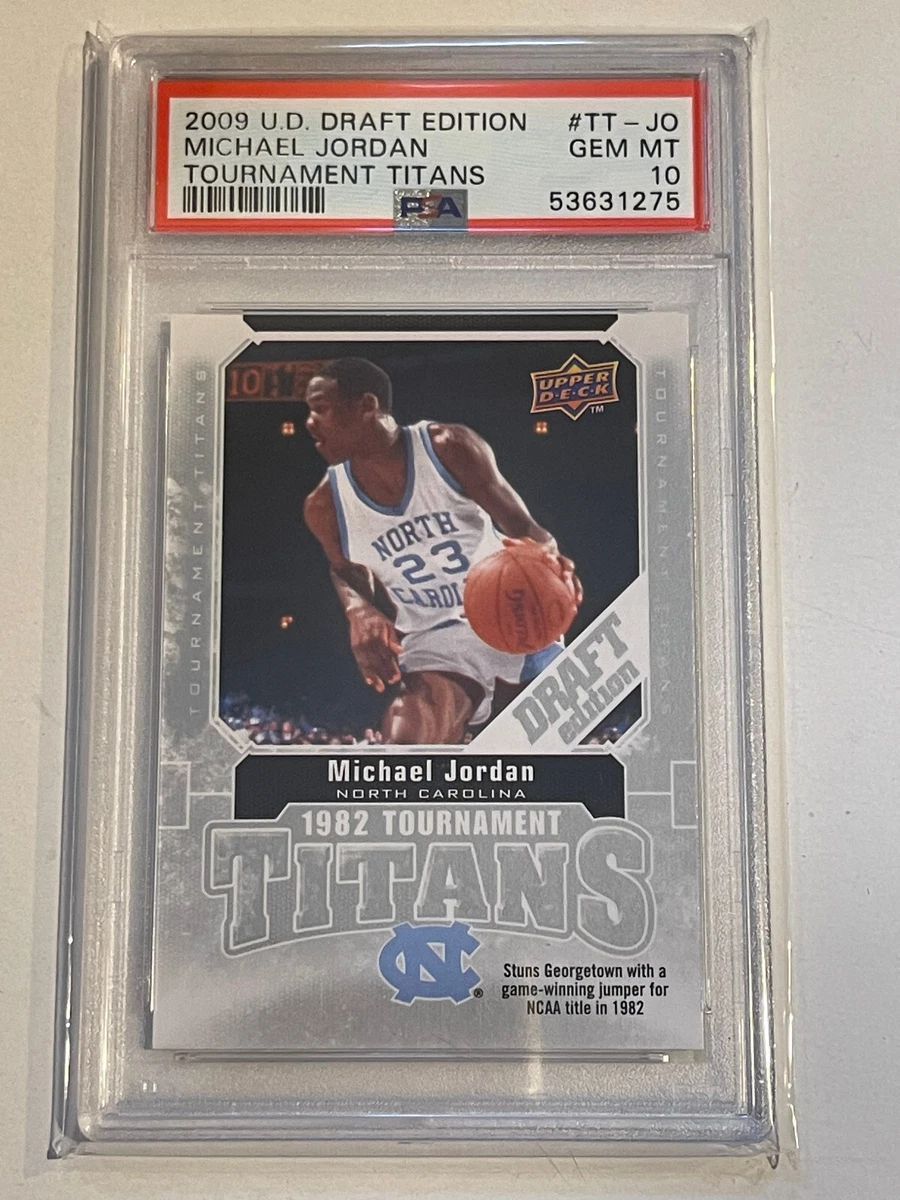 2009 U.D. DRAFT EDITION #TT-JO
MICHAEL JORDAN GEM MT
TOURNAMENT TITANS 10
PSA 53631275
10
UPPER
D·E·C·K
TM
TOURNAMENT TITANS
TOURNAMENT TITANS
NORTH
23
CAROLI
DRAFT
edition
Michael Jordan
NORTH CAROLINA
1982 TOURNAMENT
TITANS
NC
®
Stuns Georgetown with a
game-winning jumper for
NCAA title in 1982